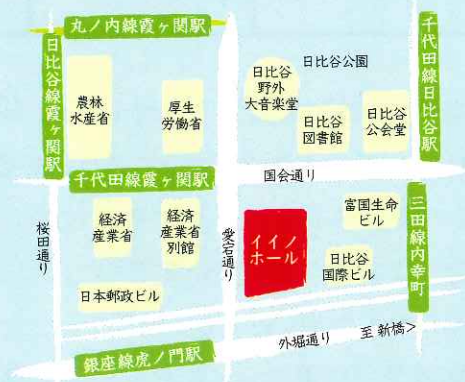 丸ノ内線霞ヶ関駅
日比谷線霞ヶ関駅
千代田線日比谷駅
農林
水産省
厚生
労働省
日比谷
野外
大音楽堂
日比谷公園
日比谷
図書館
日比谷
公会堂
千代田線霞ヶ関駅
国会通り
桜田通り
経済
産業省
経済
産業省
別館
愛宕通り
イイノ
ホール
富国生命
ビル
日比谷
国際ビル
三田線内幸町
日本郵政ビル
外堀通り
至 新橋>
銀座線虎ノ門駅